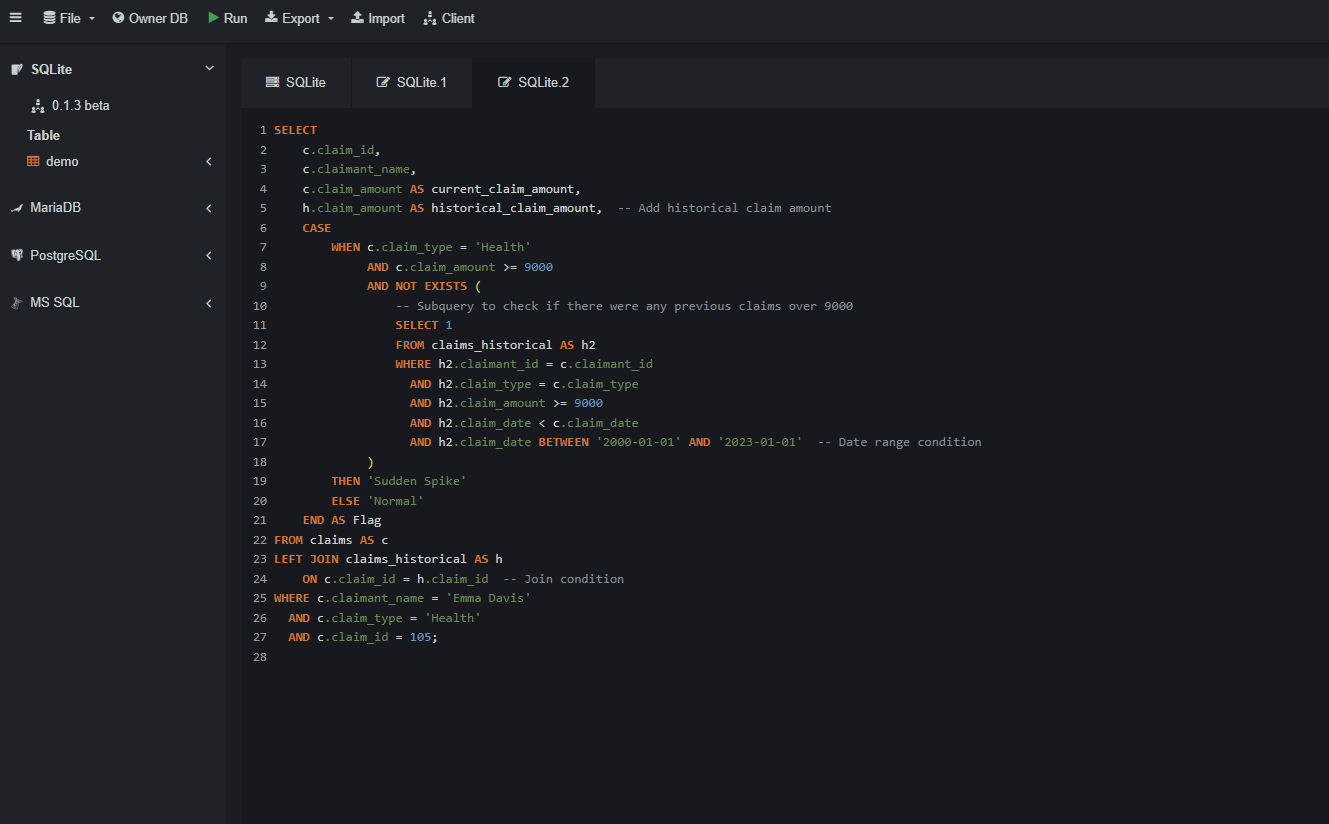 File Owner DB Run Export Import Client
SQLite
0.1.3 beta
Table
demo
MariaDB
PostgreSQL
MS SQL
SQLite SQLite.1 SQLite.2
1 SELECT
2     c.claim_id,
3     c.claimant_name,
4     c.claim_amount AS current_claim_amount,
5     h.claim_amount AS historical_claim_amount,  -- Add historical claim amount
6     CASE
7         WHEN c.claim_type = 'Health'
8              AND c.claim_amount >= 9000
9              AND NOT EXISTS (
10                  -- Subquery to check if there were any previous claims over 9000
11                  SELECT 1
12                  FROM claims_historical AS h2
13                  WHERE h2.claimant_id = c.claimant_id
14                    AND h2.claim_type = c.claim_type
15                    AND h2.claim_amount >= 9000
16                    AND h2.claim_date < c.claim_date
17                    AND h2.claim_date BETWEEN '2000-01-01' AND '2023-01-01'  -- Date range condition
18              )
19         THEN 'Sudden Spike'
20         ELSE 'Normal'
21     END AS Flag
22 FROM claims AS c
23 LEFT JOIN claims_historical AS h
24     ON c.claim_id = h.claim_id  -- Join condition
25 WHERE c.claimant_name = 'Emma Davis'
26   AND c.claim_type = 'Health'
27   AND c.claim_id = 105;
28